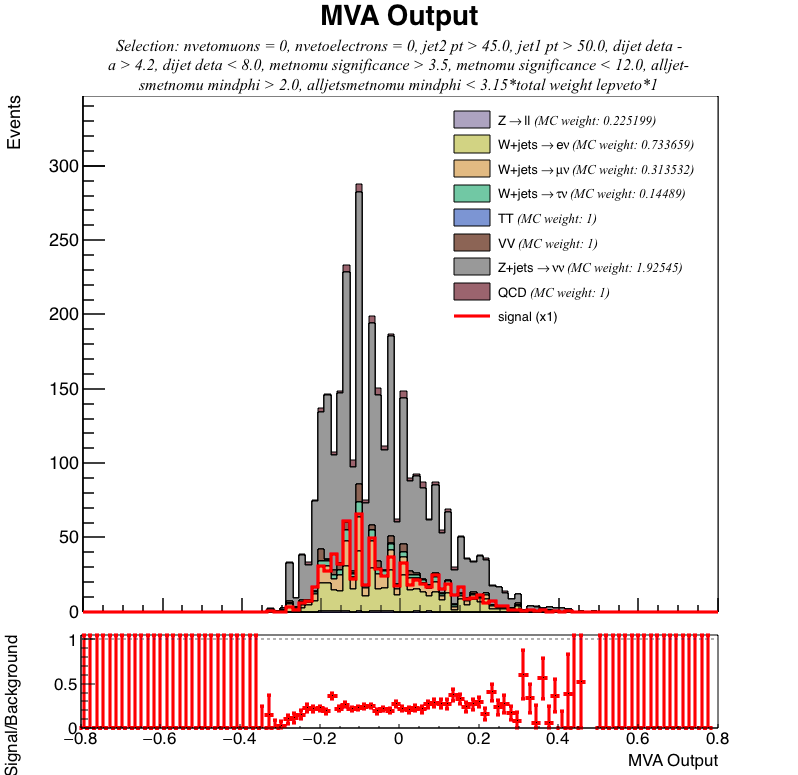 MVA Output
Selection: nvetomuons = 0, nvetoelectrons = 0, jet2 pt > 45.0, jet1 pt > 50.0, dijet deta -
a > 4.2, dijet deta < 8.0, metnomu significance > 3.5, metnomu significance < 12.0, alljet-
smetnomu mindphi > 2.0, alljetsmetnomu mindphi < 3.15*total weight lepveto*1
Events
300
250
200
150
100
50
0
Z→ll (MC weight: 0.225199)
W+jets→eν (MC weight: 0.733659)
W+jets→μν (MC weight: 0.313532)
W+jets→τν (MC weight: 0.14489)
TT (MC weight: 1)
VV (MC weight: 1)
Z+jets→νν (MC weight: 1.92545)
QCD (MC weight: 1)
signal (x1)
Signal/Background
1
0.5
0
−0.8 −0.6 −0.4 −0.2 0 0.2 0.4 0.6 0.8
MVA Output